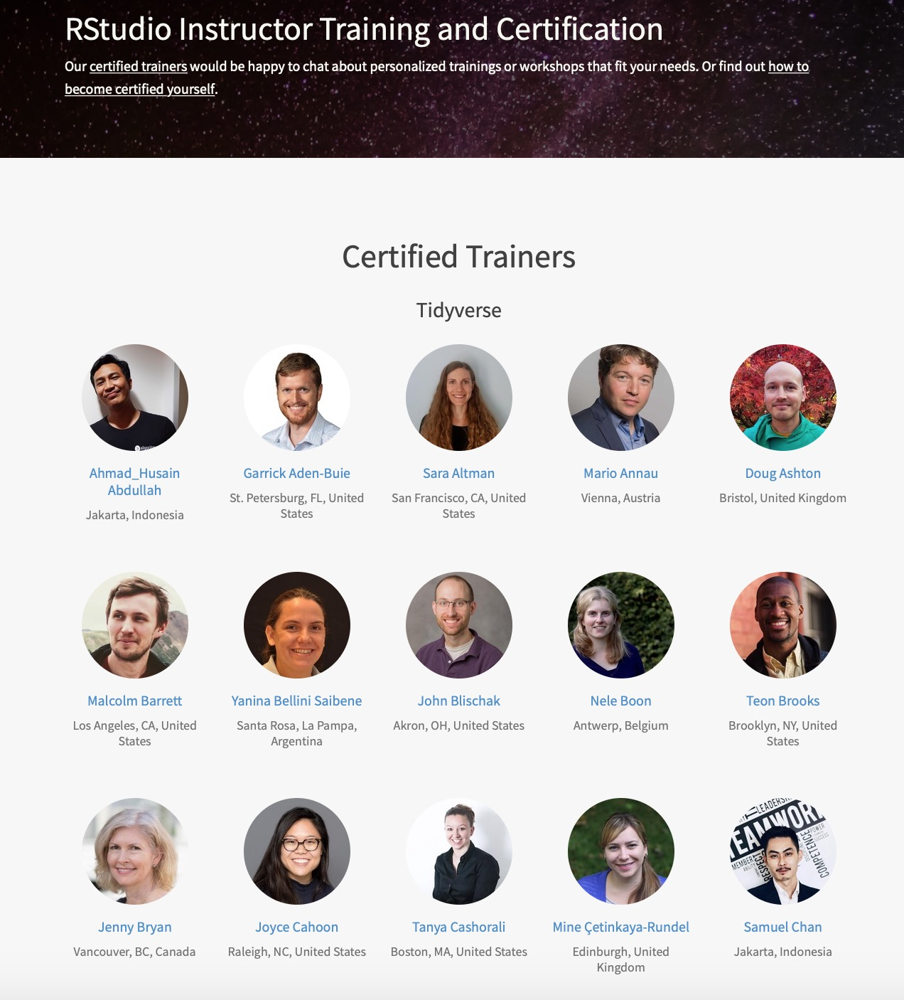 RStudio Instructor Training and Certification
Our certified trainers would be happy to chat about personalized trainings or workshops that fit your needs. Or find out how to
become certified yourself.
Certified Trainers
Tidyverse
Ahmad_Husain
Abdullah
Jakarta, Indonesia
Garrick Aden-Buie
St. Petersburg, FL, United
States
Sara Altman
San Francisco, CA, United
States
Mario Annau
Vienna, Austria
Doug Ashton
Bristol, United Kingdom
Malcolm Barrett
Los Angeles, CA, United
States
Yanina Bellini Saibene
Santa Rosa, La Pampa,
Argentina
John Blischak
Akron, OH, United States
Nele Boon
Antwerp, Belgium
Teon Brooks
Brooklyn, NY, United
States
Jenny Bryan
Vancouver, BC, Canada
Joyce Cahoon
Raleigh, NC, United States
Tanya Cashorali
Boston, MA, United States
Mine Çetinkaya-Rundel
Edinburgh, United
Kingdom
TEAMWORK
COMPETENCE
POWER
SUCCESS
Samuel Chan
Jakarta, Indonesia